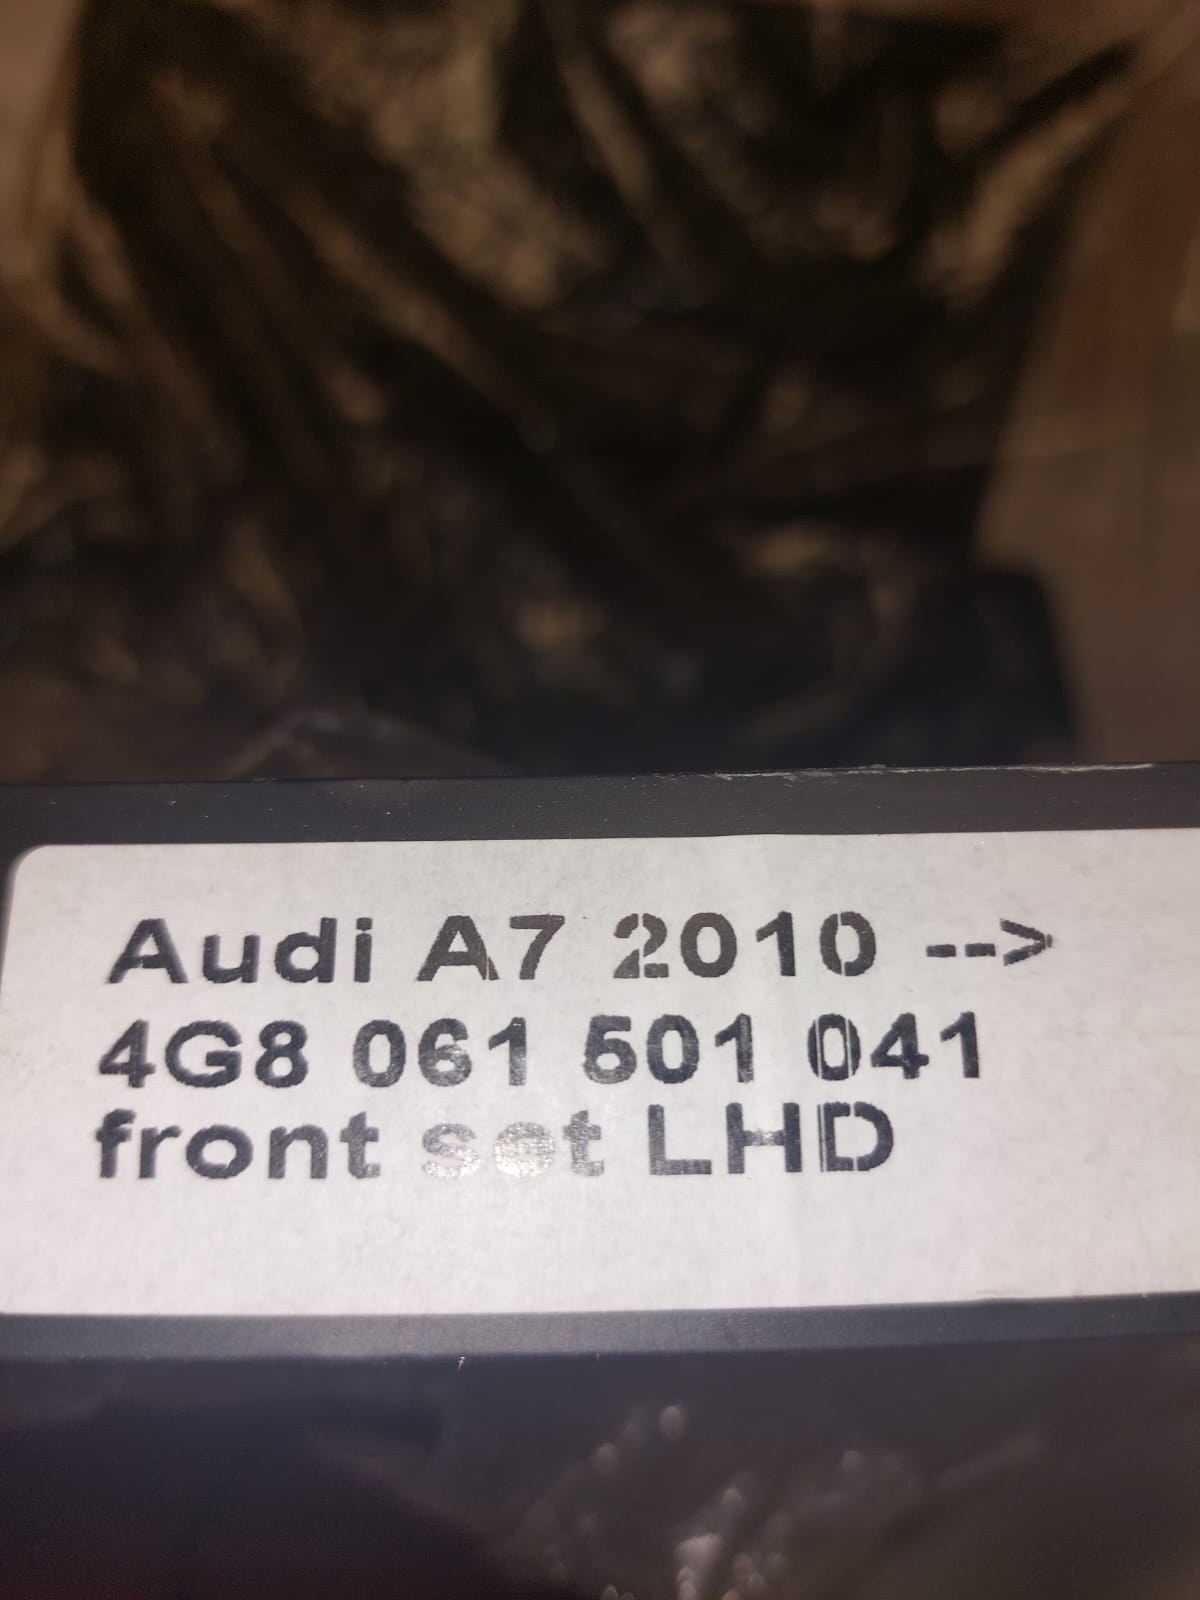 Audi A7 2010 -->
4G8 061 501 041
front set LHD